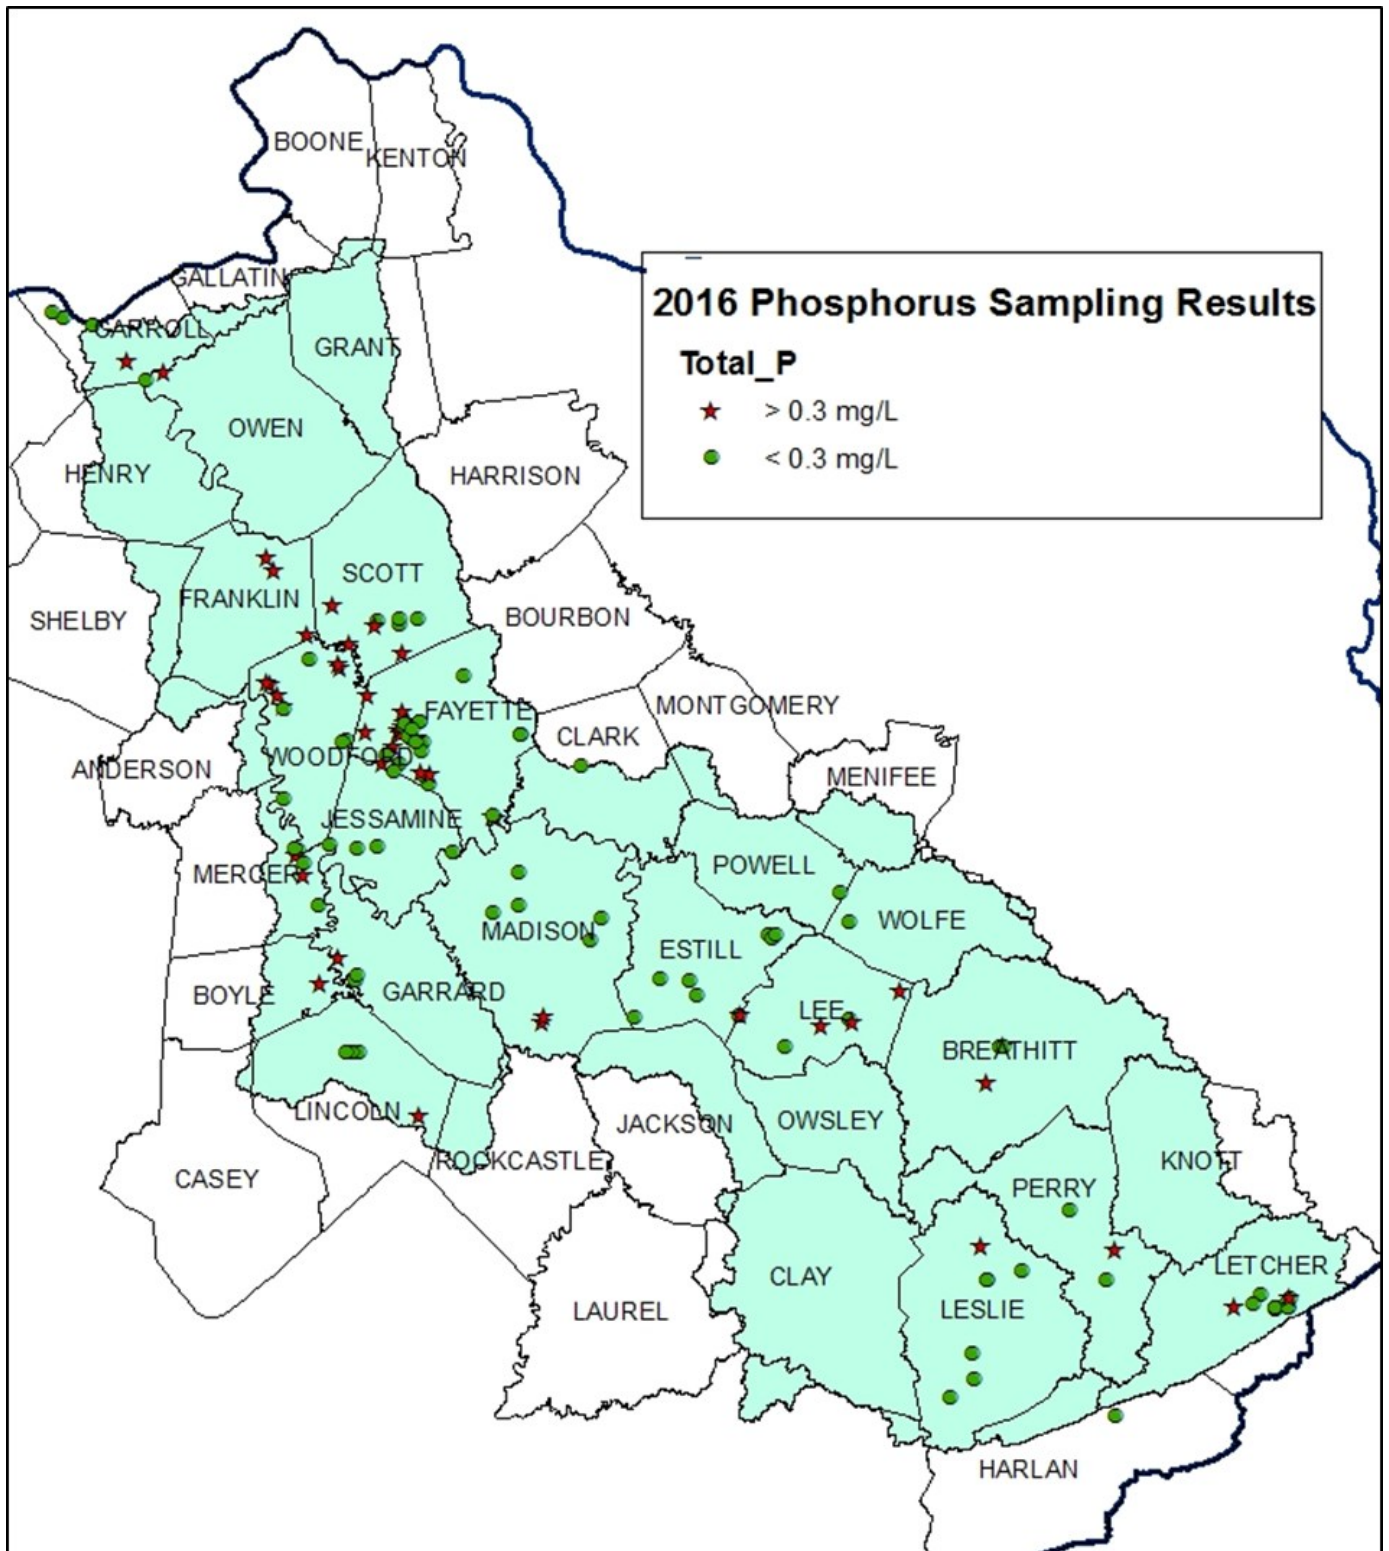 BOONE
KENTON
GALLATIN
2016 Phosphorus Sampling Results
CARROLL
GRANT
Total_P
> 0.3 mg/L
OWEN
< 0.3 mg/L
HENRY
HARRISON
SCOTT
FRANKLIN
SHELBY
BOURBON
MONTGOMERY
FAYETTE
CLARK
WOODFORD
ANDERSON
MENIFEE
JESSAMINE
POWELL
MERCER
WOLFE
MADISON
ESTILL
BOYLE
GARRARD
LEE
BREATHITT
LINCOLN
JACKSON
OWSLEY
ROCKCASTLE
KNOTT
CASEY
PERRY
LETCHER
CLAY
LESLIE
LAUREL
HARLAN